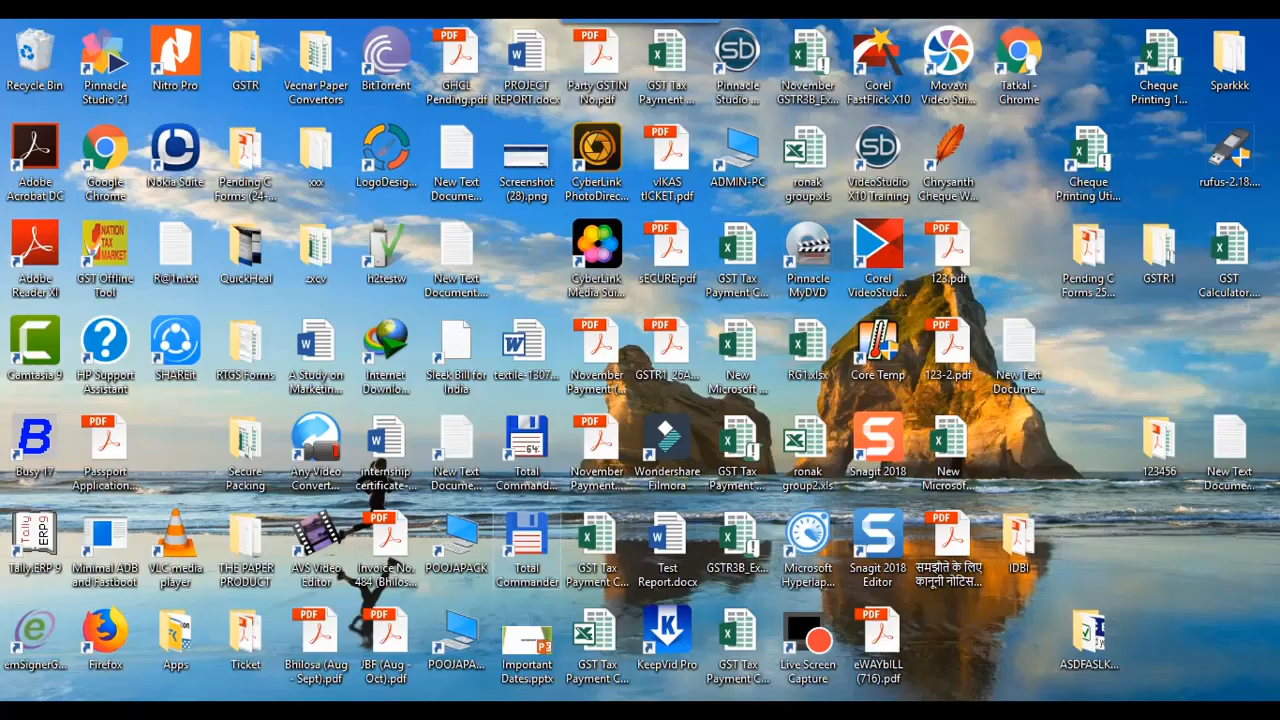 Recycle Bin
Pinnacle
Studio 21
Nitro Pro
GSTR
Vecnar Paper
Convertors
BitTorrent
GHCL
Pending.pdf
PROJECT
REPORT.docx
Party GST IN
No.pdf
GST Tax
Payment ...
Pinnacle
Studio ...
November
GSTR3B_Ex...
Corel
FastFlick X10
Movavi
Video Sui...
Tatkal -
Chrome
Cheque
Printing 1...
Sparkkk
Adobe
Acrobat DC
Google
Chrome
Nokia Suite
Pending C
Forms (24-...
xxx
LogoDesig...
New Text
Docume...
Screenshot
(28).png
CyberLink
PhotoDirec...
vIKAS
tICKET.pdf
ADMIN-PC
ronak
group.xls
VideoStudio
X10 Training
Chrysanth
Cheque W...
Cheque
Printing Uti...
rufus-2.18....
Adobe
Reader XI
NATION
TAX
MARKET
GST Offline
Tool
R@1n.txt
QuickHeal
zxcv
h2testw
New Text
Document....
CyberLink
Media Sui...
sECURE.pdf
GST Tax
Payment C...
Pinnacle
MyDVD
Corel
VideoStud...
123.pdf
Pending C
Forms 25...
GSTR1
GST
Calculator....
Camtasia 9
HP Support
Assistant
SHAREit
RTGS Forms
A Study on
Marketin...
Internet
Downlo...
Sleek Bill for
India
textile-1307...
November
Payment (...
GSTR1_26A...
New
Microsoft ...
RG1.xlsx
Core Temp
123-2.pdf
New Text
Docume...
Busy 17
Passport
Application...
Secure
Packing
Any Video
Convert...
internship
certificate-...
New Text
Docume...
64
Total
Command...
November
Payment...
Wondershare
Filmora
GST Tax
Payment ...
ronak
group2.xls
Snagit 2018
New
Microsof...
123456
New Text
Docume...
Tally
ERP9
Tally.ERP 9
Minimal ADB
and Fastboot
VLC media
player
THE PAPER
PRODUCT
AVS Video
Editor
Invoice No.
484 (Bhilos...
POOJAPACK
Total
Commander
GST Tax
Payment C...
Test
Report.docx
GSTR3B_Ex...
Microsoft
Hyperlap...
Snagit 2018
Editor
समझौते के लिए
कानूनी नोटिस...
IDBI
emSignerG...
Firefox
Apps
Ticket
Bhilosa (Aug
- Sept).pdf
JBF (Aug -
Oct).pdf
POOJAPA...
Important
Dates.pptx
GST Tax
Payment C...
KeepVid Pro
GST Tax
Payment C...
Live Screen
Capture
eWAYbILL
(716).pdf
ASDFASLK...